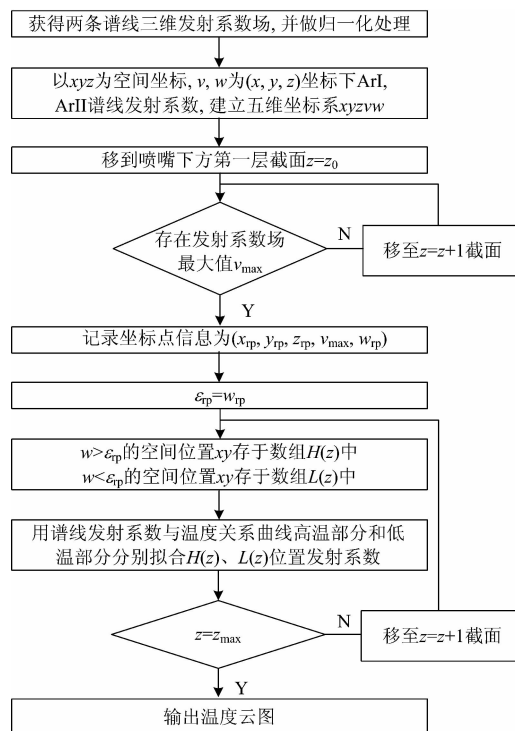 获得两条谱线三维发射系数场, 并做归一化处理
以xyz为空间坐标, v, w为(x, y, z)坐标下ArI,
ArII谱线发射系数, 建立五维坐标系xyzvw
移到喷嘴下方第一层截面z=z₀
存在发射系数场
最大值vmax
N
移至z=z+1截面
Y
记录坐标点信息为(xrp, yrp, zrp, vmax, wrp)
εrp=wrp
w>εrp的空间位置xy存于数组H(z)中
w<εrp的空间位置xy存于数组L(z)中
用谱线发射系数与温度关系曲线高温部分和低
温部分分别拟合H(z)、L(z)位置发射系数
z=zmax
N
移至z=z+1截面
Y
输出温度云图